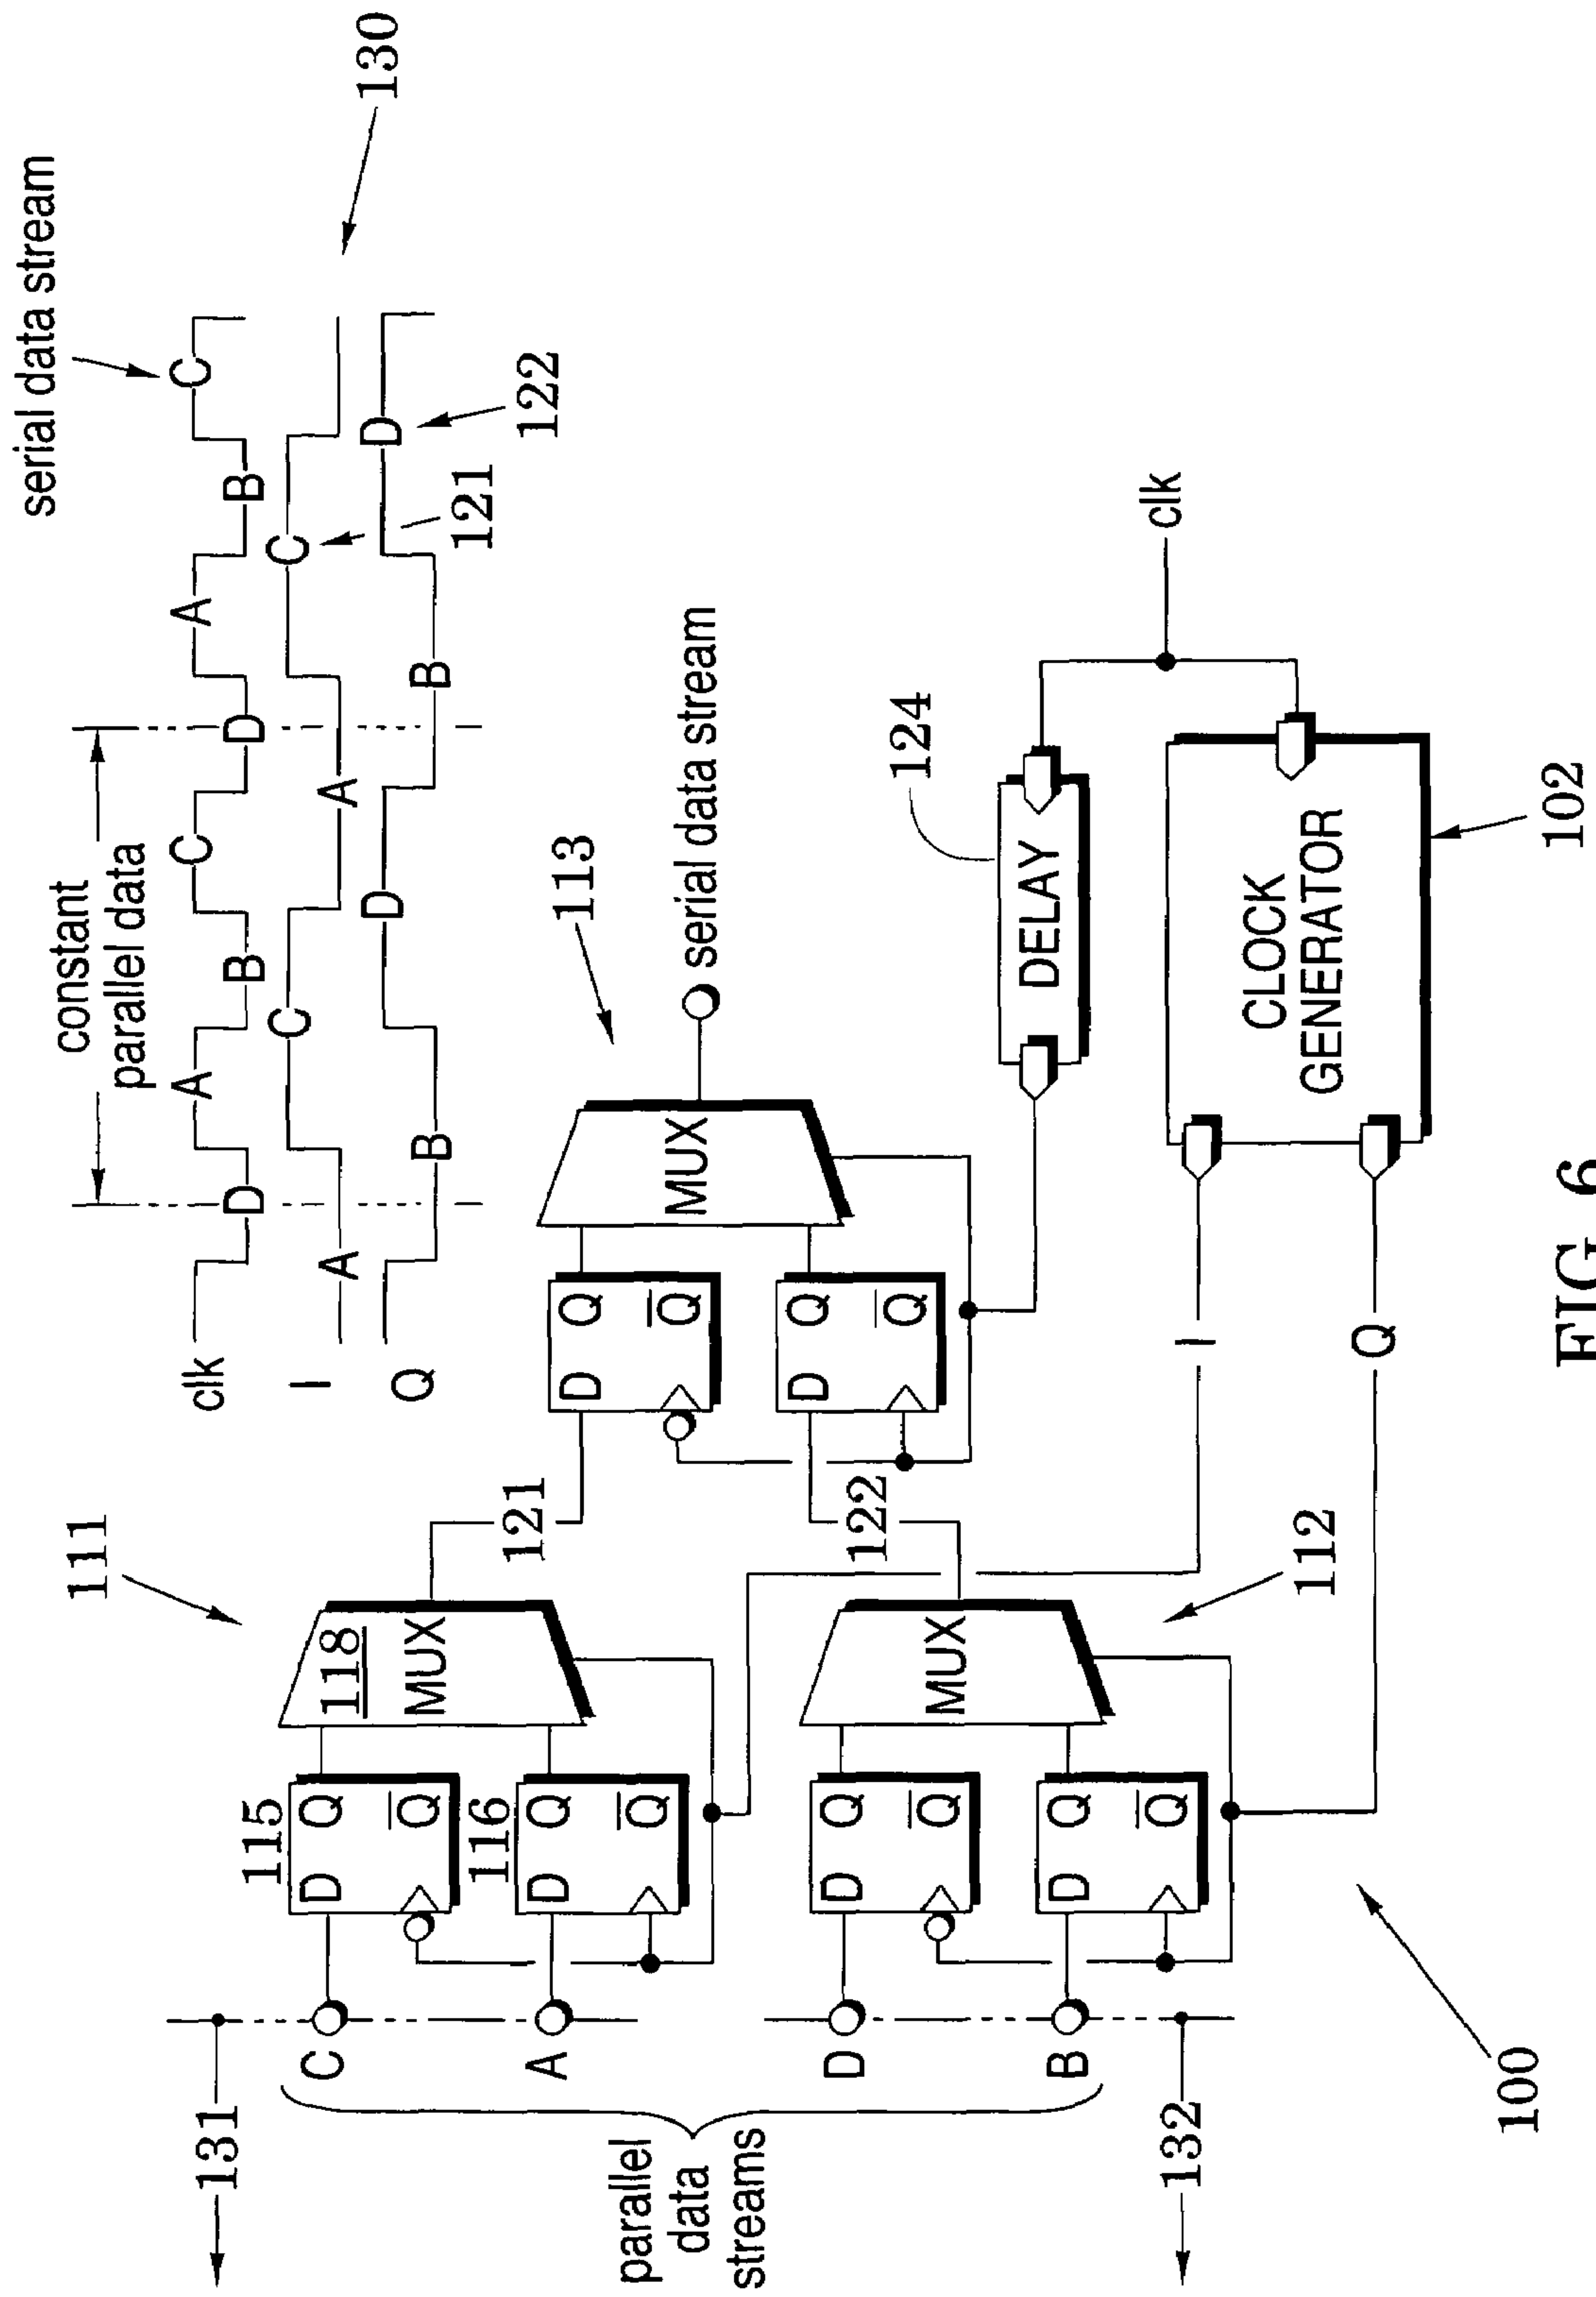 serial data stream
constant
parallel data
clk
D
A
B
C
D
A
B
C
I
A
C
A
C
Q
B
D
B
D
130
121
122
111
118
MUX
115
D Q
Q
116
D Q
Q
121
D Q
Q
MUX
113
serial data stream
122
D Q
Q
D Q
Q
D Q
Q
MUX
112
131
C
A
D
B
132
parallel
data
streams
100
124
DELAY
clk
CLOCK
GENERATOR
102
I
Q
FIG. 6